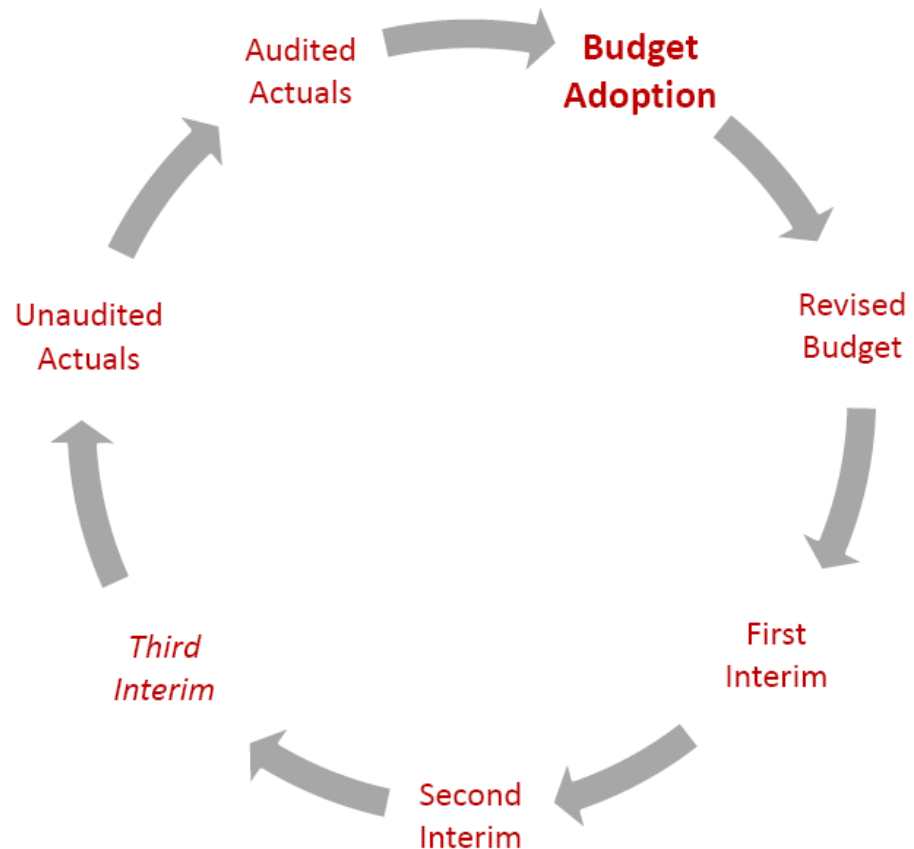 Budget
Adoption
Revised
Budget
First
Interim
Second
Interim
Third
Interim
Unaudited
Actuals
Audited
Actuals